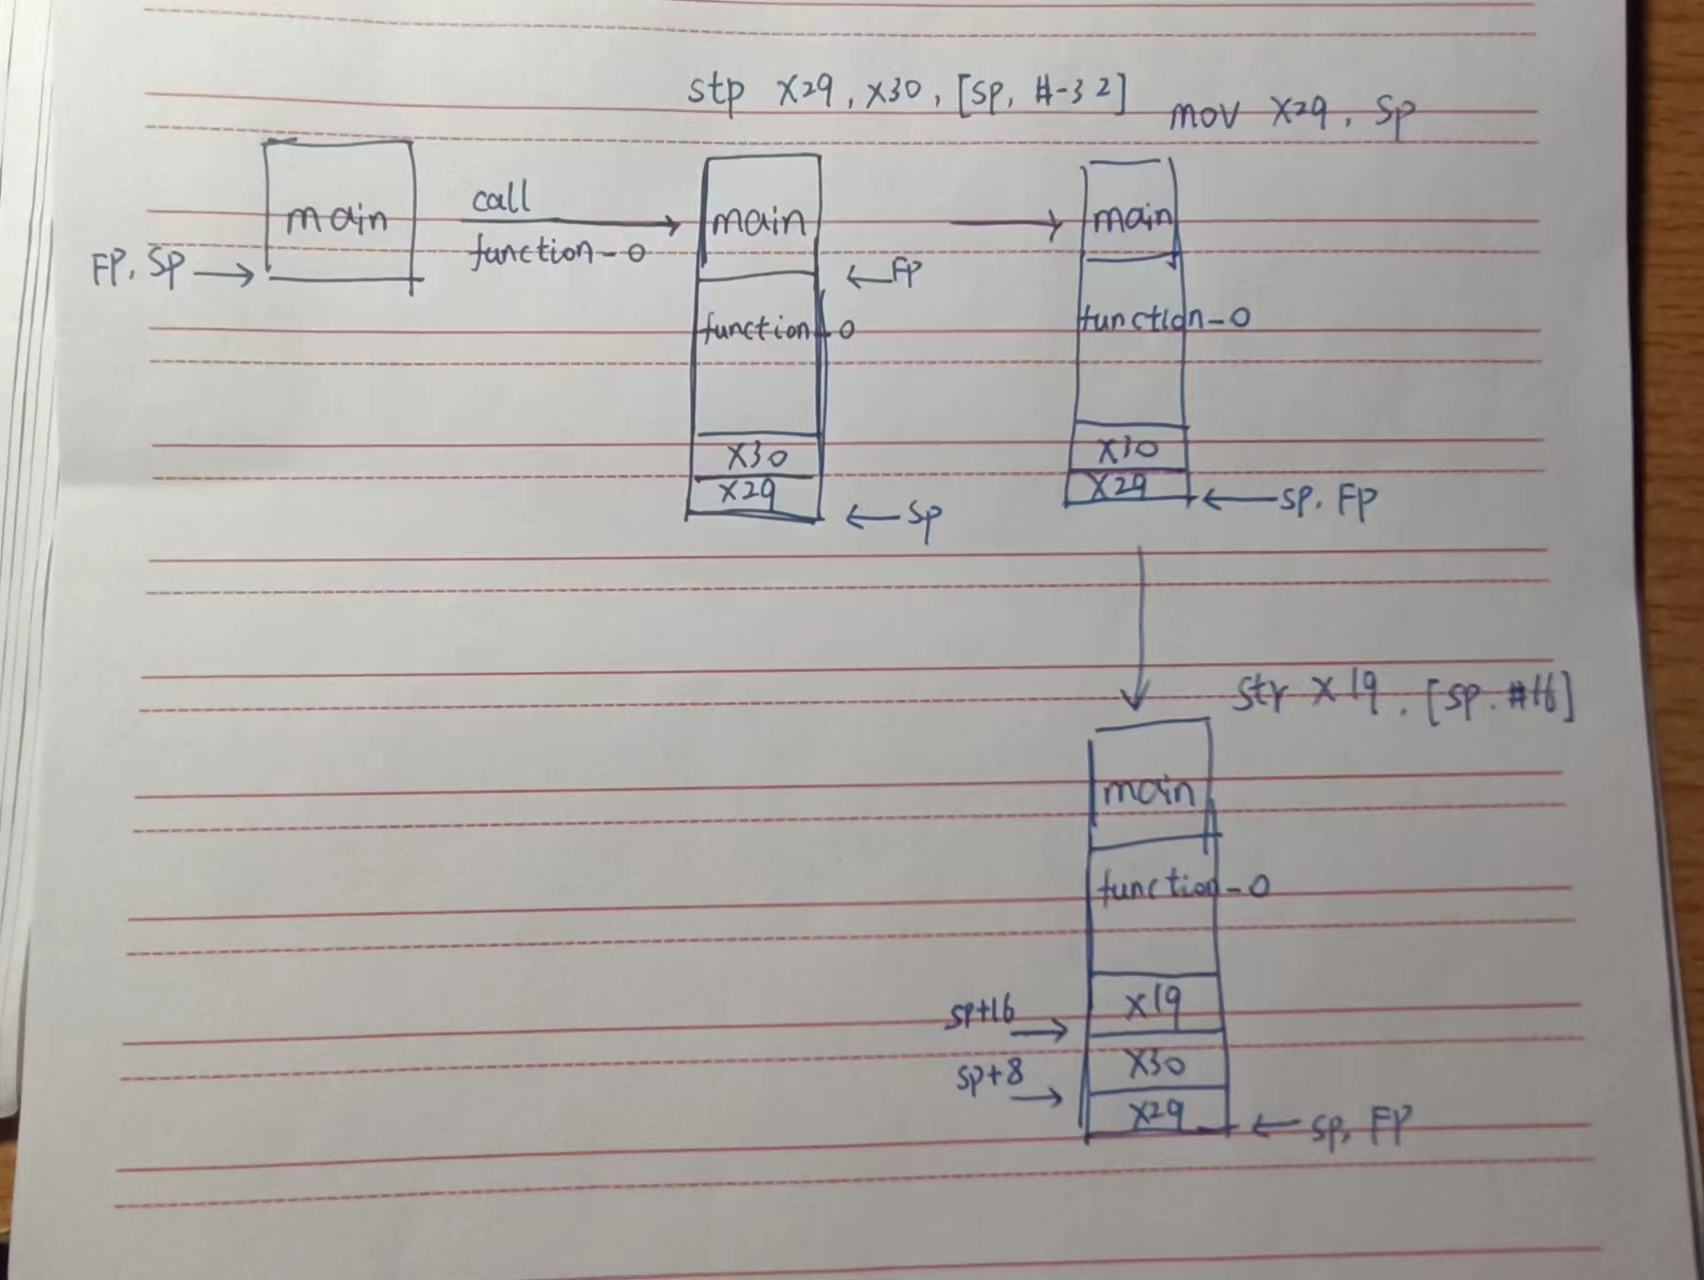 stp X29, X30, [SP, #-32]
mov X29, SP
main
FP, SP
call
function-0
main
FP
function-0
X30
X29
SP
main
function-0
X30
X29
SP, FP
str X19, [SP, #16]
main
function-0
SP+16
X19
SP+8
X30
X29
SP, FP